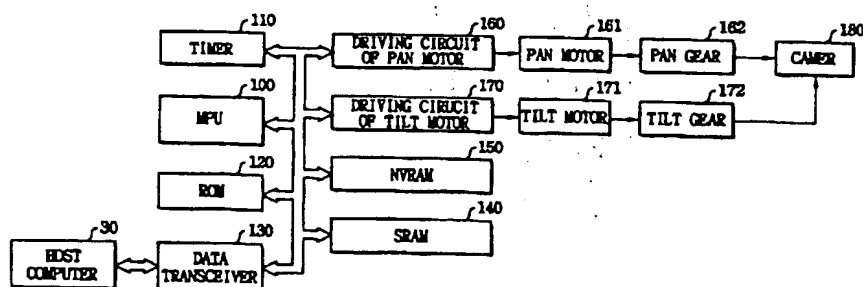 110
TIMER
160
DRIVING CIRCUIT
OF PAN MOTOR
161
PAN MOTOR
162
PAN GEAR
180
CAMER
100
MPU
170
DRIVING CIRUCIT
OF TILT MOTOR
171
TILT MOTOR
172
TILT GEAR
120
ROM
150
NVRAM
30
HOST
COMPUTER
130
DATA
TRANSCEIVER
140
SRAM